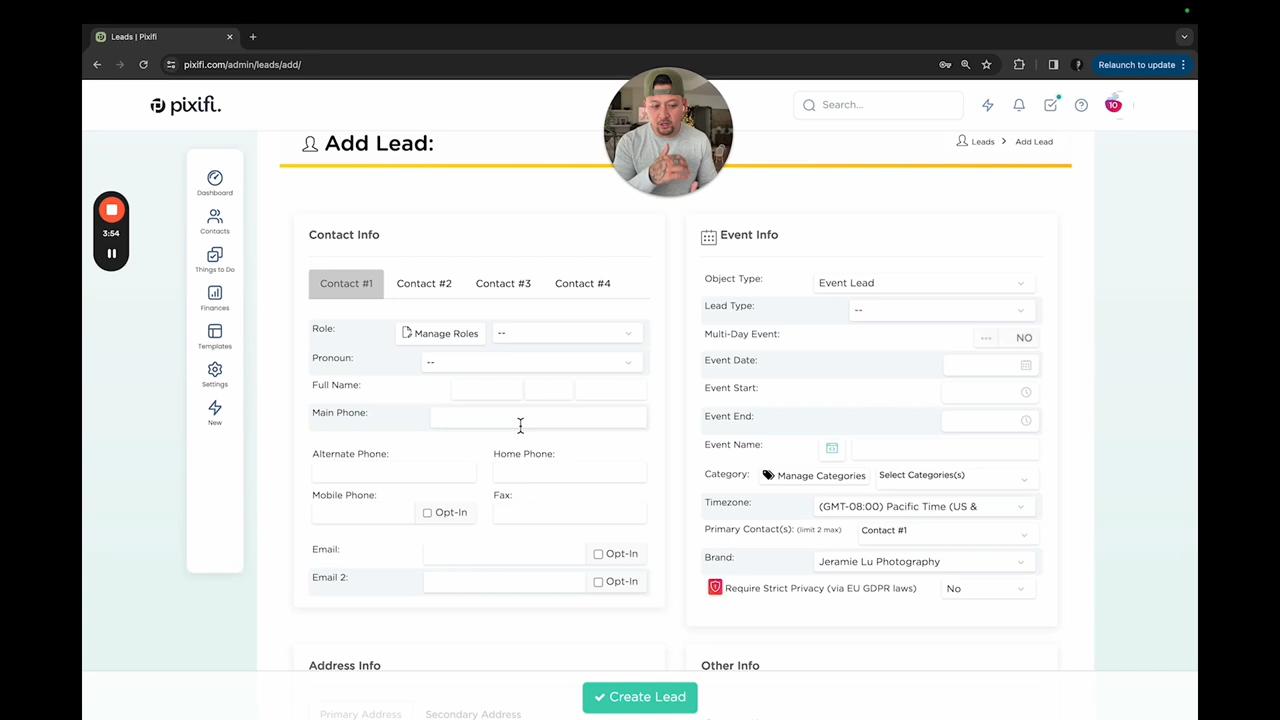 Leads | Pixifi
pixifi.com/admin/leads/add/
Relaunch to update
pixifi.
Search...
10
Add Lead:
Leads > Add Lead
Dashboard
Contacts
Things to Do
Finances
Templates
Settings
New
3:54
Contact Info
Contact #1 Contact #2 Contact #3 Contact #4
Role: Manage Roles --
Pronoun: --
Full Name:
Main Phone:
Alternate Phone: Home Phone:
Mobile Phone: Fax:
Opt-In
Email: Opt-In
Email 2: Opt-In
Event Info
Object Type: Event Lead
Lead Type: --
Multi-Day Event: NO
Event Date:
Event Start:
Event End:
Event Name:
Category: Manage Categories Select Categories(s)
Timezone: (GMT-08:00) Pacific Time (US &
Primary Contact(s): (limit 2 max) Contact #1
Brand: Jeramie Lu Photography
Require Strict Privacy (via EU GDPR laws) No
Address Info
Primary Address Secondary Address
Other Info
Create Lead